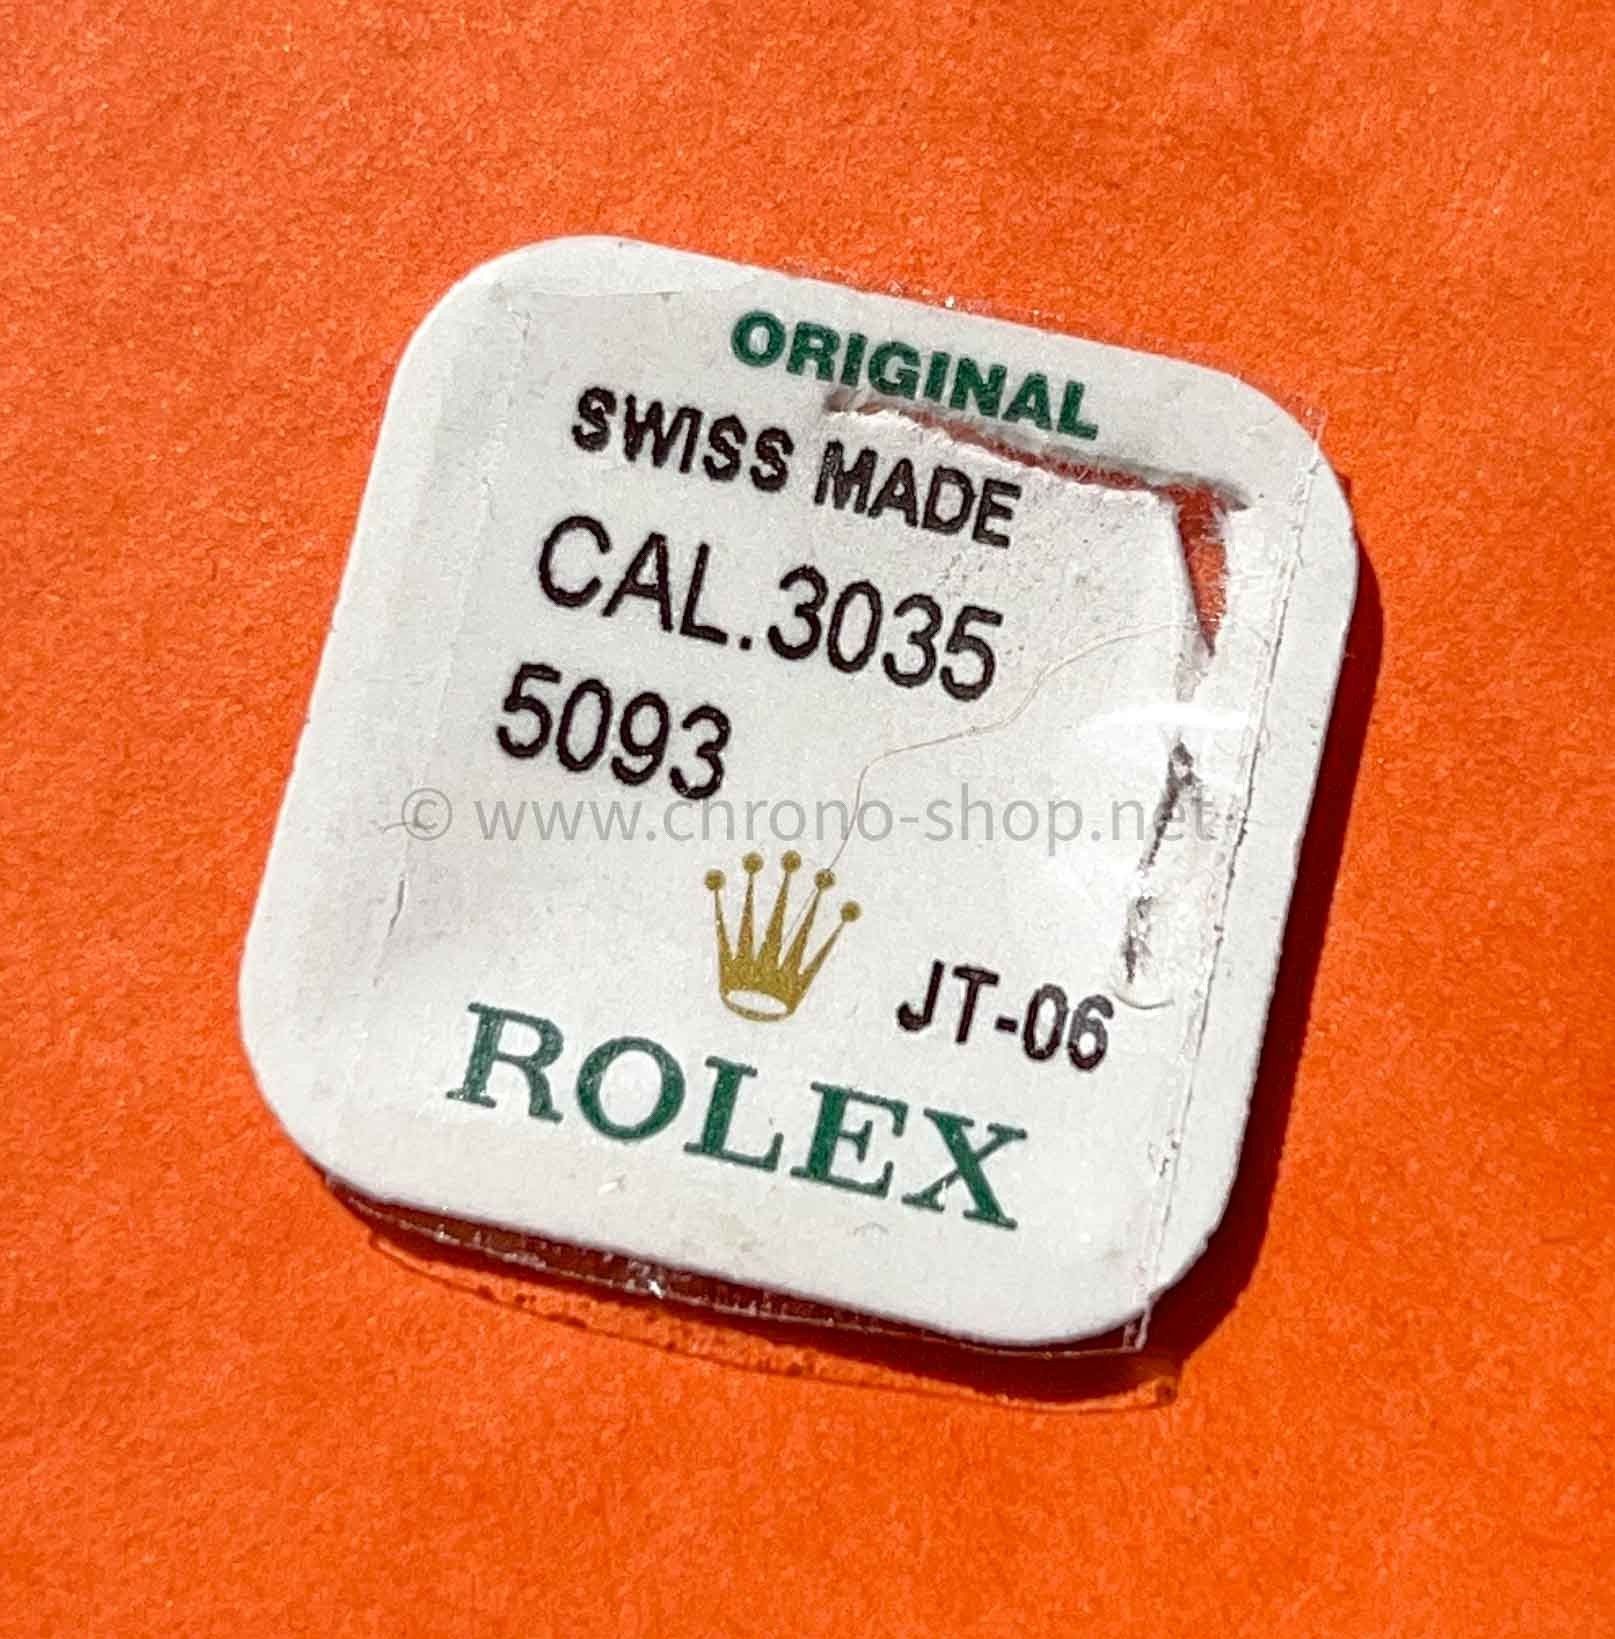 ORIGINAL
SWISS MADE
CAL.3035
5093
© www.chrono-shop.net
JT-06
ROLEX